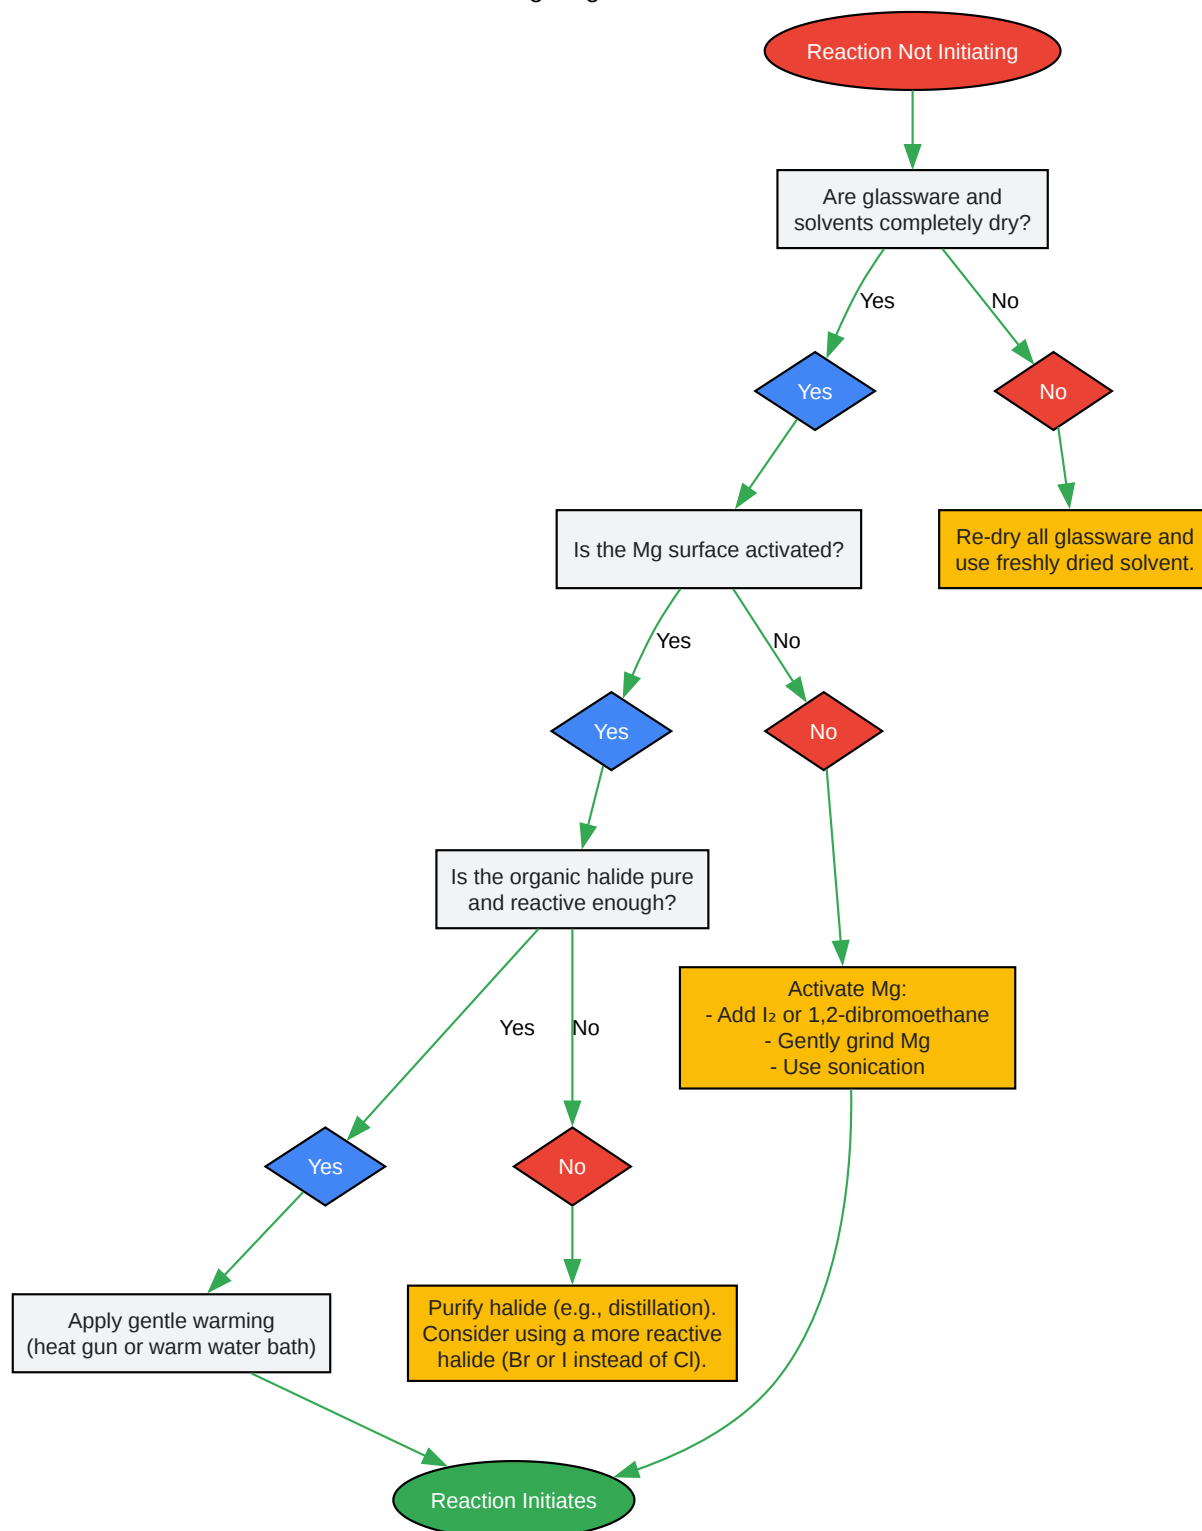 Reaction Not Initiating
Are glassware and
solvents completely dry?
Yes
No
Yes
No
Is the Mg surface activated?
Re-dry all glassware and
use freshly dried solvent.
Yes
No
Yes
No
Is the organic halide pure
and reactive enough?
Activate Mg:
- Add I₂ or 1,2-dibromoethane
- Gently grind Mg
- Use sonication
Yes
No
Yes
No
Apply gentle warming
(heat gun or warm water bath)
Purify halide (e.g., distillation).
Consider using a more reactive
halide (Br or I instead of Cl).
Reaction Initiates